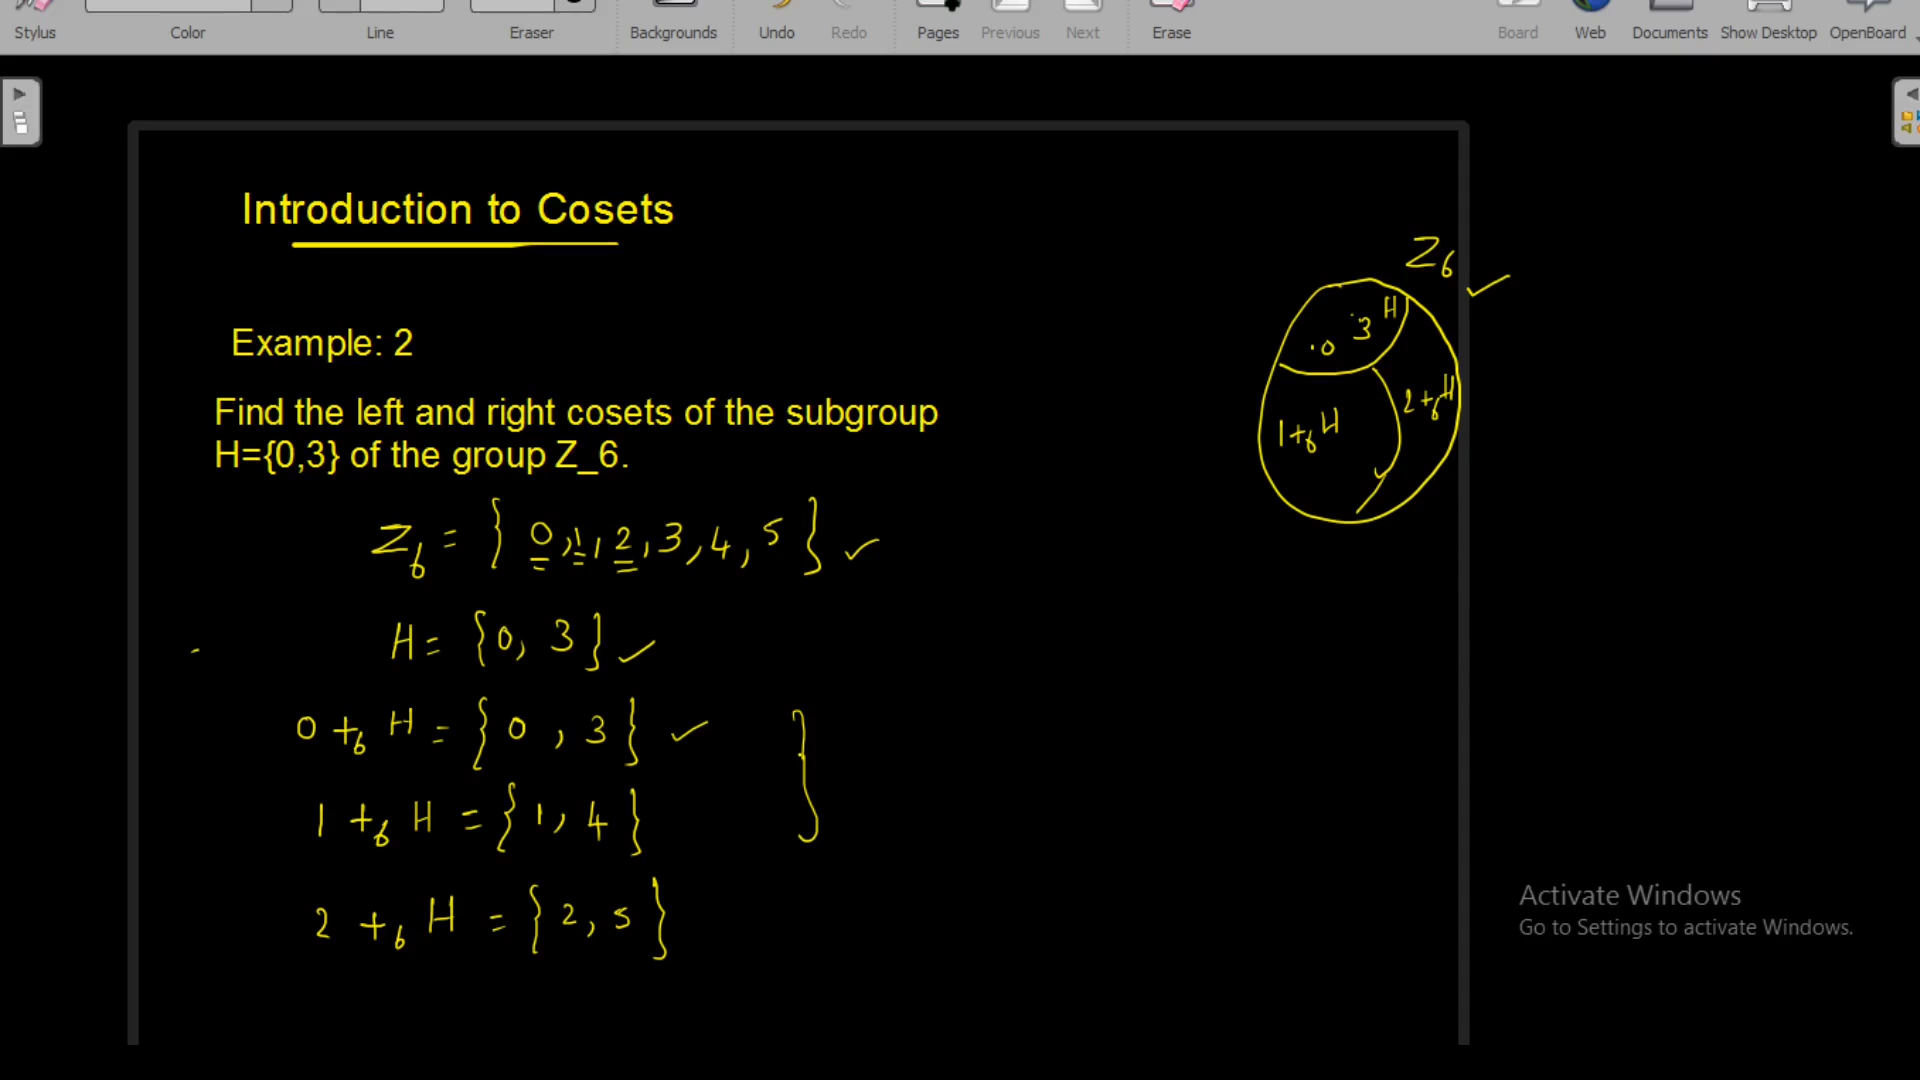 Stylus Color Line Eraser Backgrounds Undo Redo Pages Previous Next Erase Board Web Documents Show Desktop OpenBoard
Introduction to Cosets
Z6 ✓
H
.0 3
1 +6 H
2 +6 H
Example: 2
Find the left and right cosets of the subgroup
H={0,3} of the group Z_6.
Z6 = { 0, 1, 2, 3, 4, 5 } ✓
H = {0, 3} ✓
0 +6 H = { 0 , 3 } ✓
1 +6 H = { 1, 4 }
2 +6 H = { 2, 5 }
}
Activate Windows
Go to Settings to activate Windows.